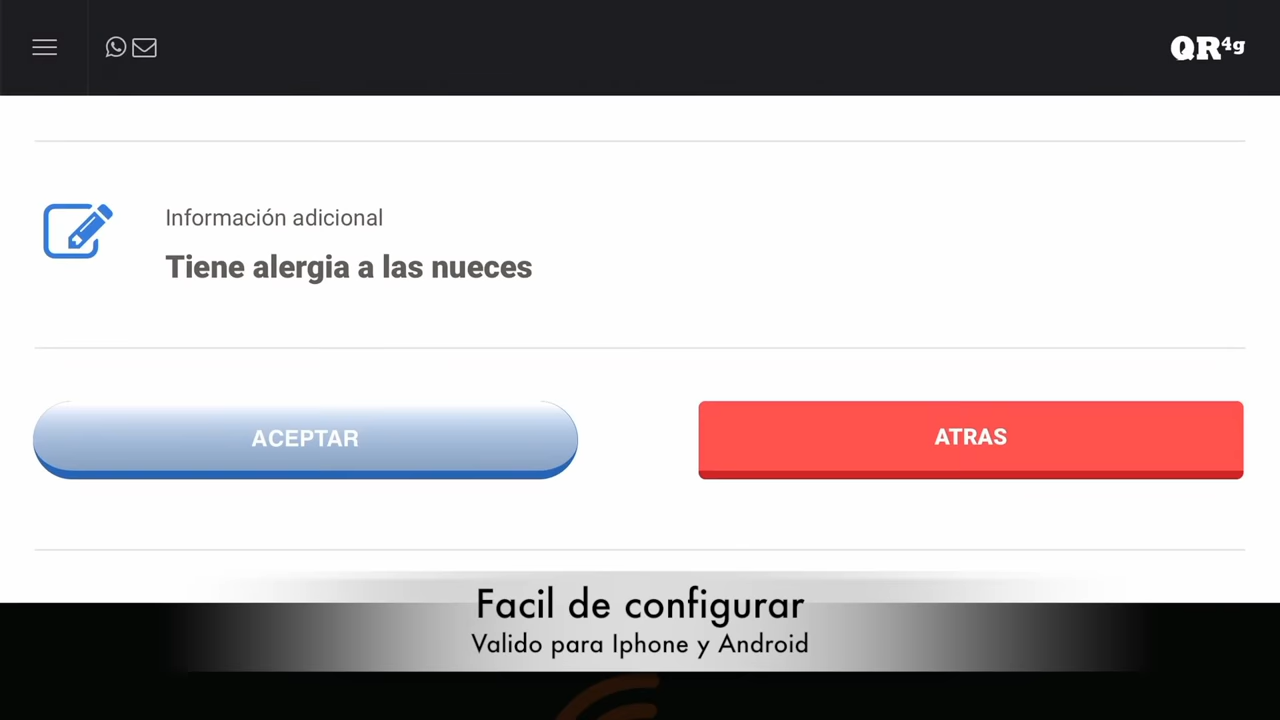 QR4g
Información adicional
Tiene alergia a las nueces
ACEPTAR
ATRAS
Facil de configurar
Valido para Iphone y Android